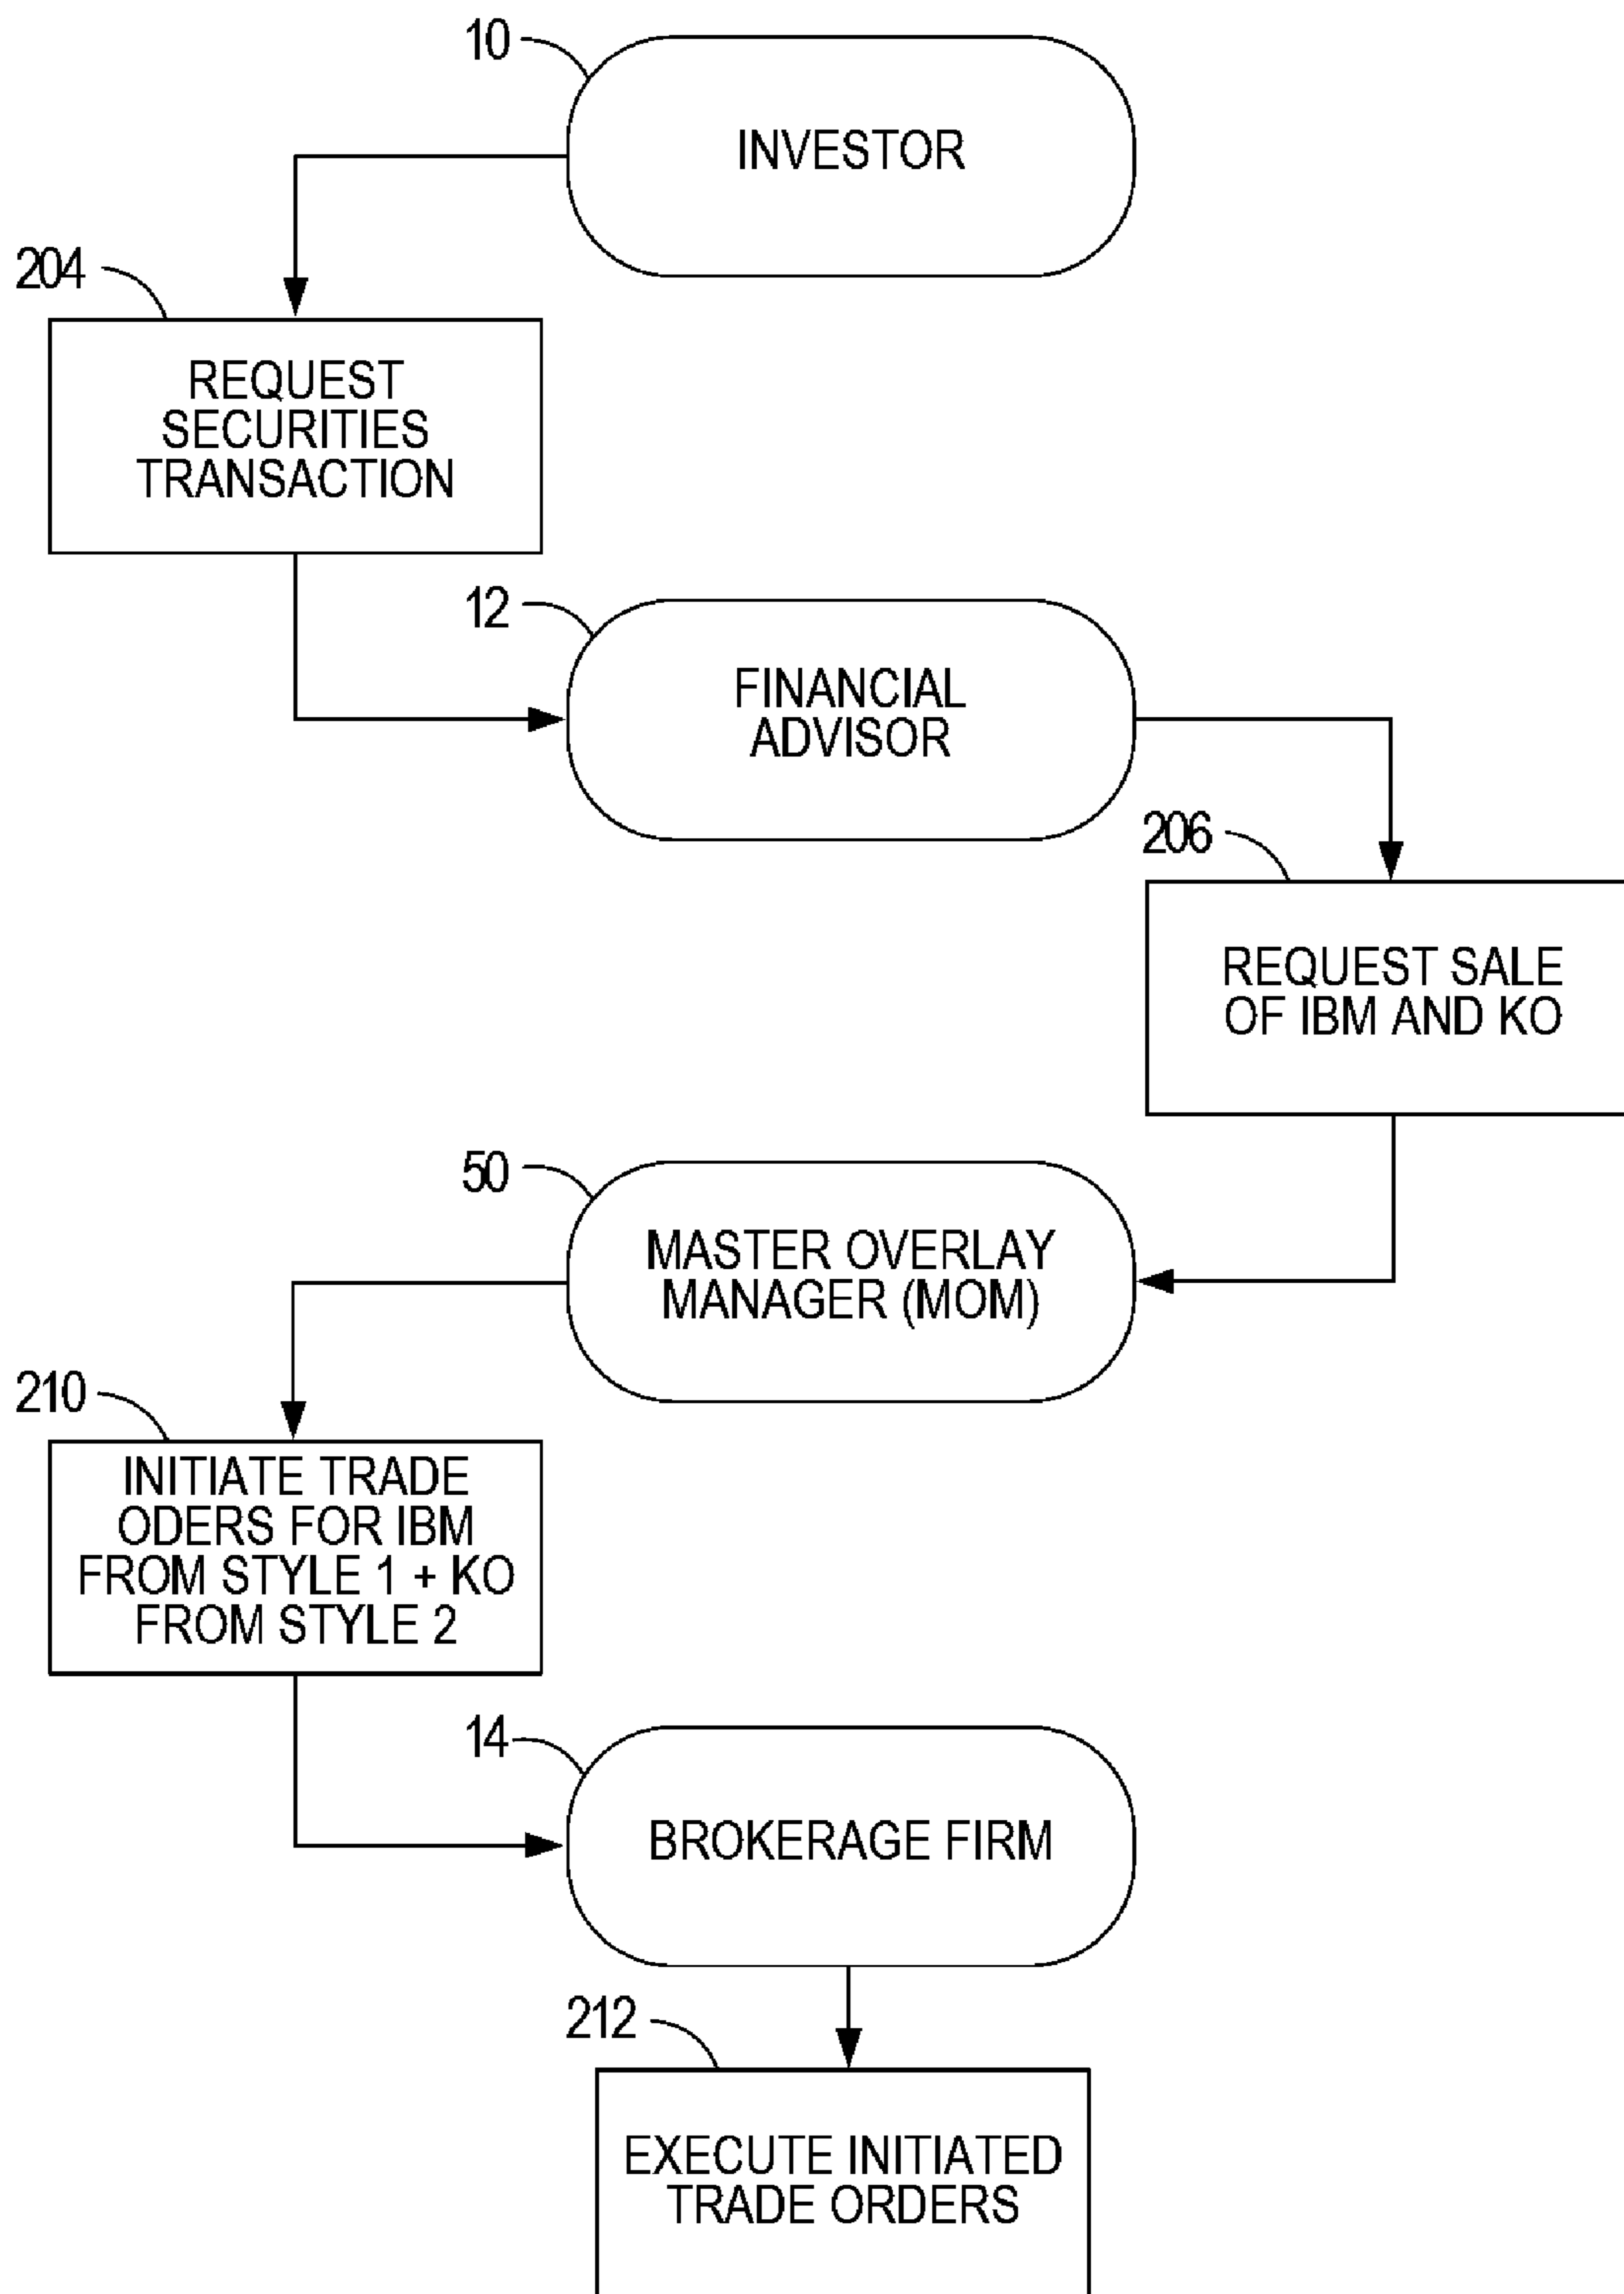 10
INVESTOR
204
REQUEST
SECURITIES
TRANSACTION
12
FINANCIAL
ADVISOR
206
REQUEST SALE
OF IBM AND KO
50
MASTER OVERLAY
MANAGER (MOM)
210
INITIATE TRADE
ODERS FOR IBM
FROM STYLE 1 + KO
FROM STYLE 2
14
BROKERAGE FIRM
212
EXECUTE INITIATED
TRADE ORDERS